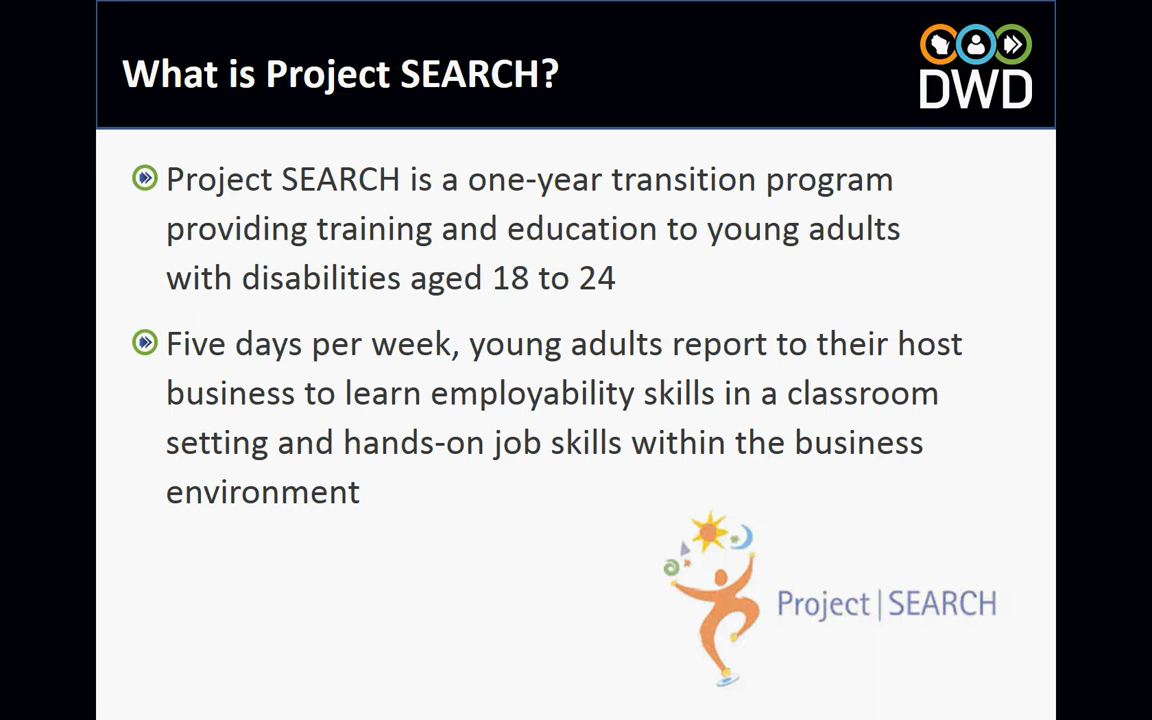 What is Project SEARCH?
DWD
Project SEARCH is a one-year transition program
providing training and education to young adults
with disabilities aged 18 to 24
Five days per week, young adults report to their host
business to learn employability skills in a classroom
setting and hands-on job skills within the business
environment
Project|SEARCH